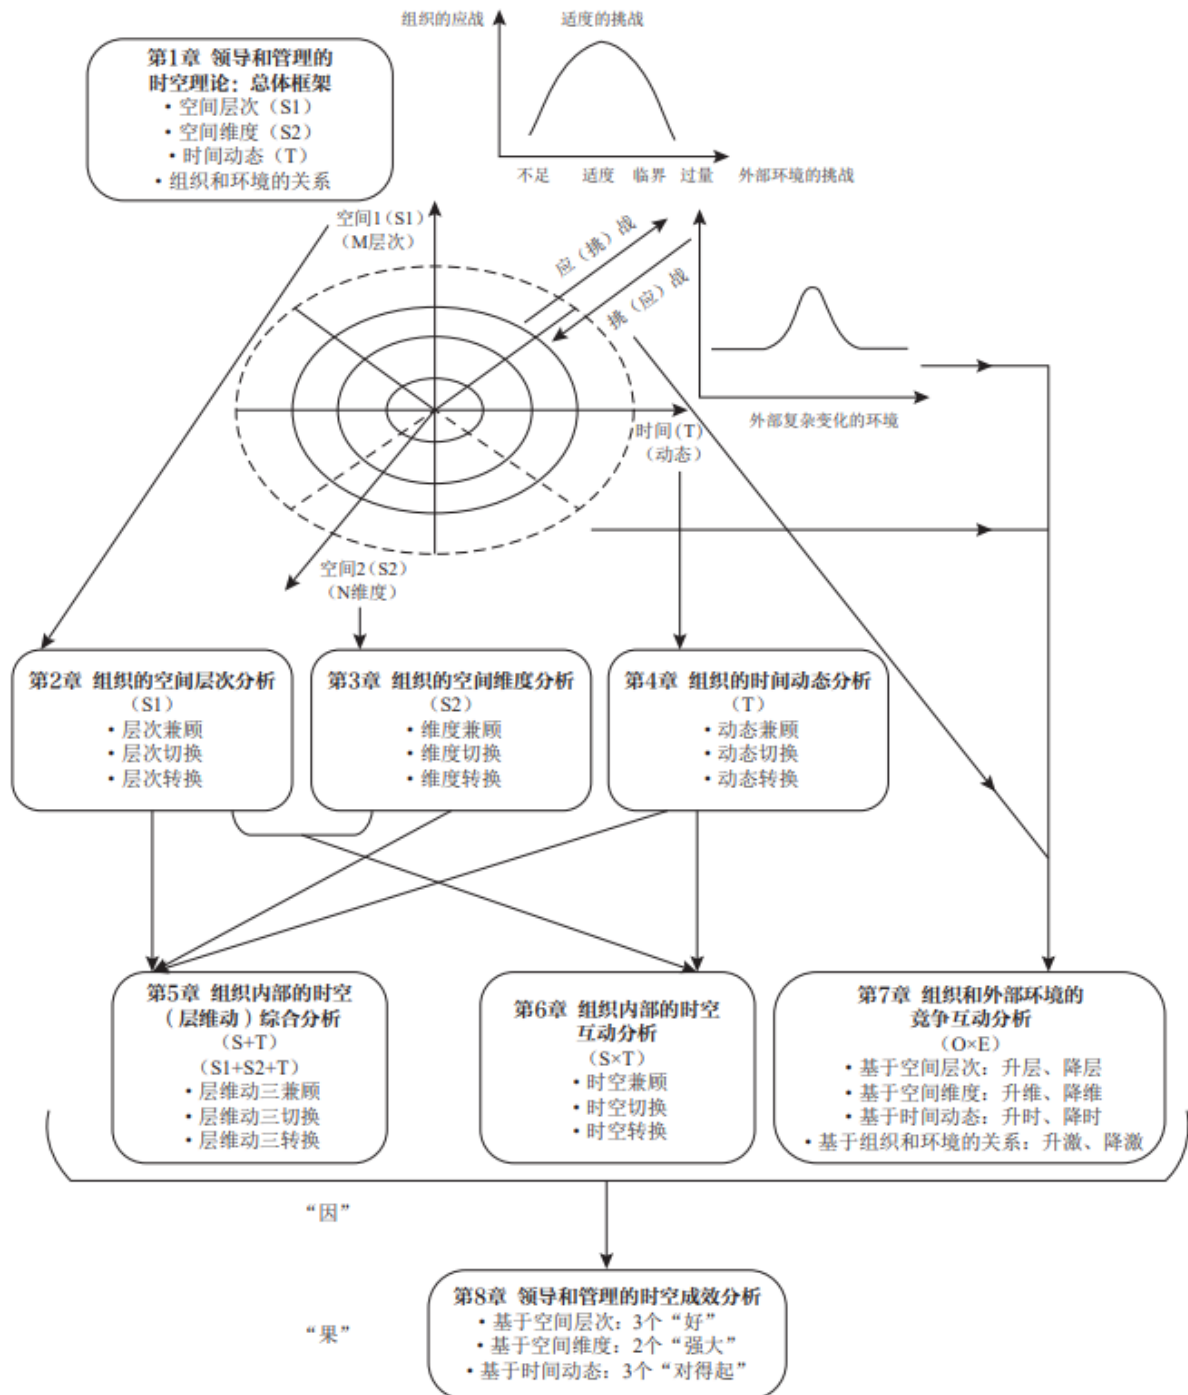 组织的应战
适度的挑战
第1章 领导和管理的
时空理论：总体框架
• 空间层次（S1）
• 空间维度（S2）
• 时间动态（T）
• 组织和环境的关系
不足 适度 临界 过量 外部环境的挑战
空间1（S1）
（M层次）
应（挑）战
挑（应）战
外部复杂变化的环境
时间(T)
（动态）
空间2（S2）
（N维度）
第2章 组织的空间层次分析
（S1）
• 层次兼顾
• 层次切换
• 层次转换
第3章 组织的空间维度分析
（S2）
• 维度兼顾
• 维度切换
• 维度转换
第4章 组织的时间动态分析
（T）
• 动态兼顾
• 动态切换
• 动态转换
第5章 组织内部的时空
（层维动）综合分析
（S+T）
（S1+S2+T）
• 层维动三兼顾
• 层维动三切换
• 层维动三转换
第6章 组织内部的时空
互动分析
（S×T）
• 时空兼顾
• 时空切换
• 时空转换
第7章 组织和外部环境的
竞争互动分析
（O×E）
• 基于空间层次：升层、降层
• 基于空间维度：升维、降维
• 基于时间动态：升时、降时
• 基于组织和环境的关系：升激、降激
“因”
第8章 领导和管理的时空成效分析
• 基于空间层次：3个“好”
• 基于空间维度：2个“强大”
• 基于时间动态：3个“对得起”
“果”